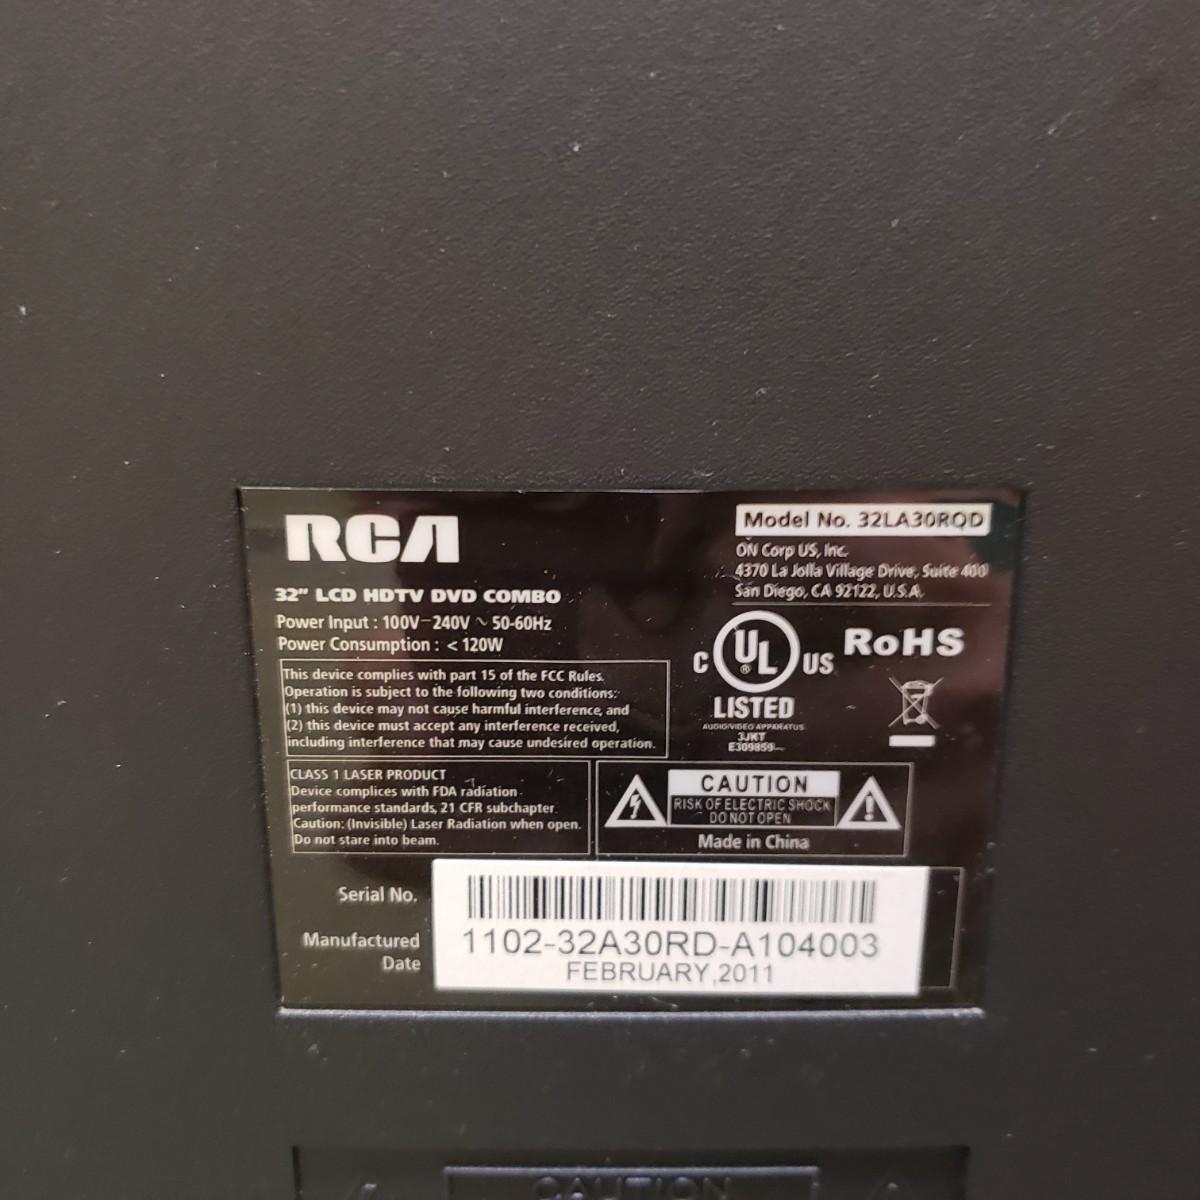 RCA
32" LCD HDTV DVD COMBO
Power Input : 100V—240V ~ 50-60Hz
Power Consumption : < 120W
Model No. 32LA30RQD
ON Corp US, Inc.
4370 La Jolla Village Drive, Suite 400
San Diego, CA 92122, U.S.A.
This device complies with part 15 of the FCC Rules.
Operation is subject to the following two conditions:
(1) this device may not cause harmful interference, and
(2) this device must accept any interference received,
including interference that may cause undesired operation.
C UL ® US
LISTED
AUDIO/VIDEO APPARATUS
3JKT
E309859
RoHS
CLASS 1 LASER PRODUCT
Device complices with FDA radiation
performance standards, 21 CFR subchapter.
Caution: (Invisible) Laser Radiation when open.
Do not stare into beam.
CAUTION
RISK OF ELECTRIC SHOCK
DO NOT OPEN
Made in China
Serial No.
1102-32A30RD-A104003
Manufactured
Date
FEBRUARY,2011
CAUTION